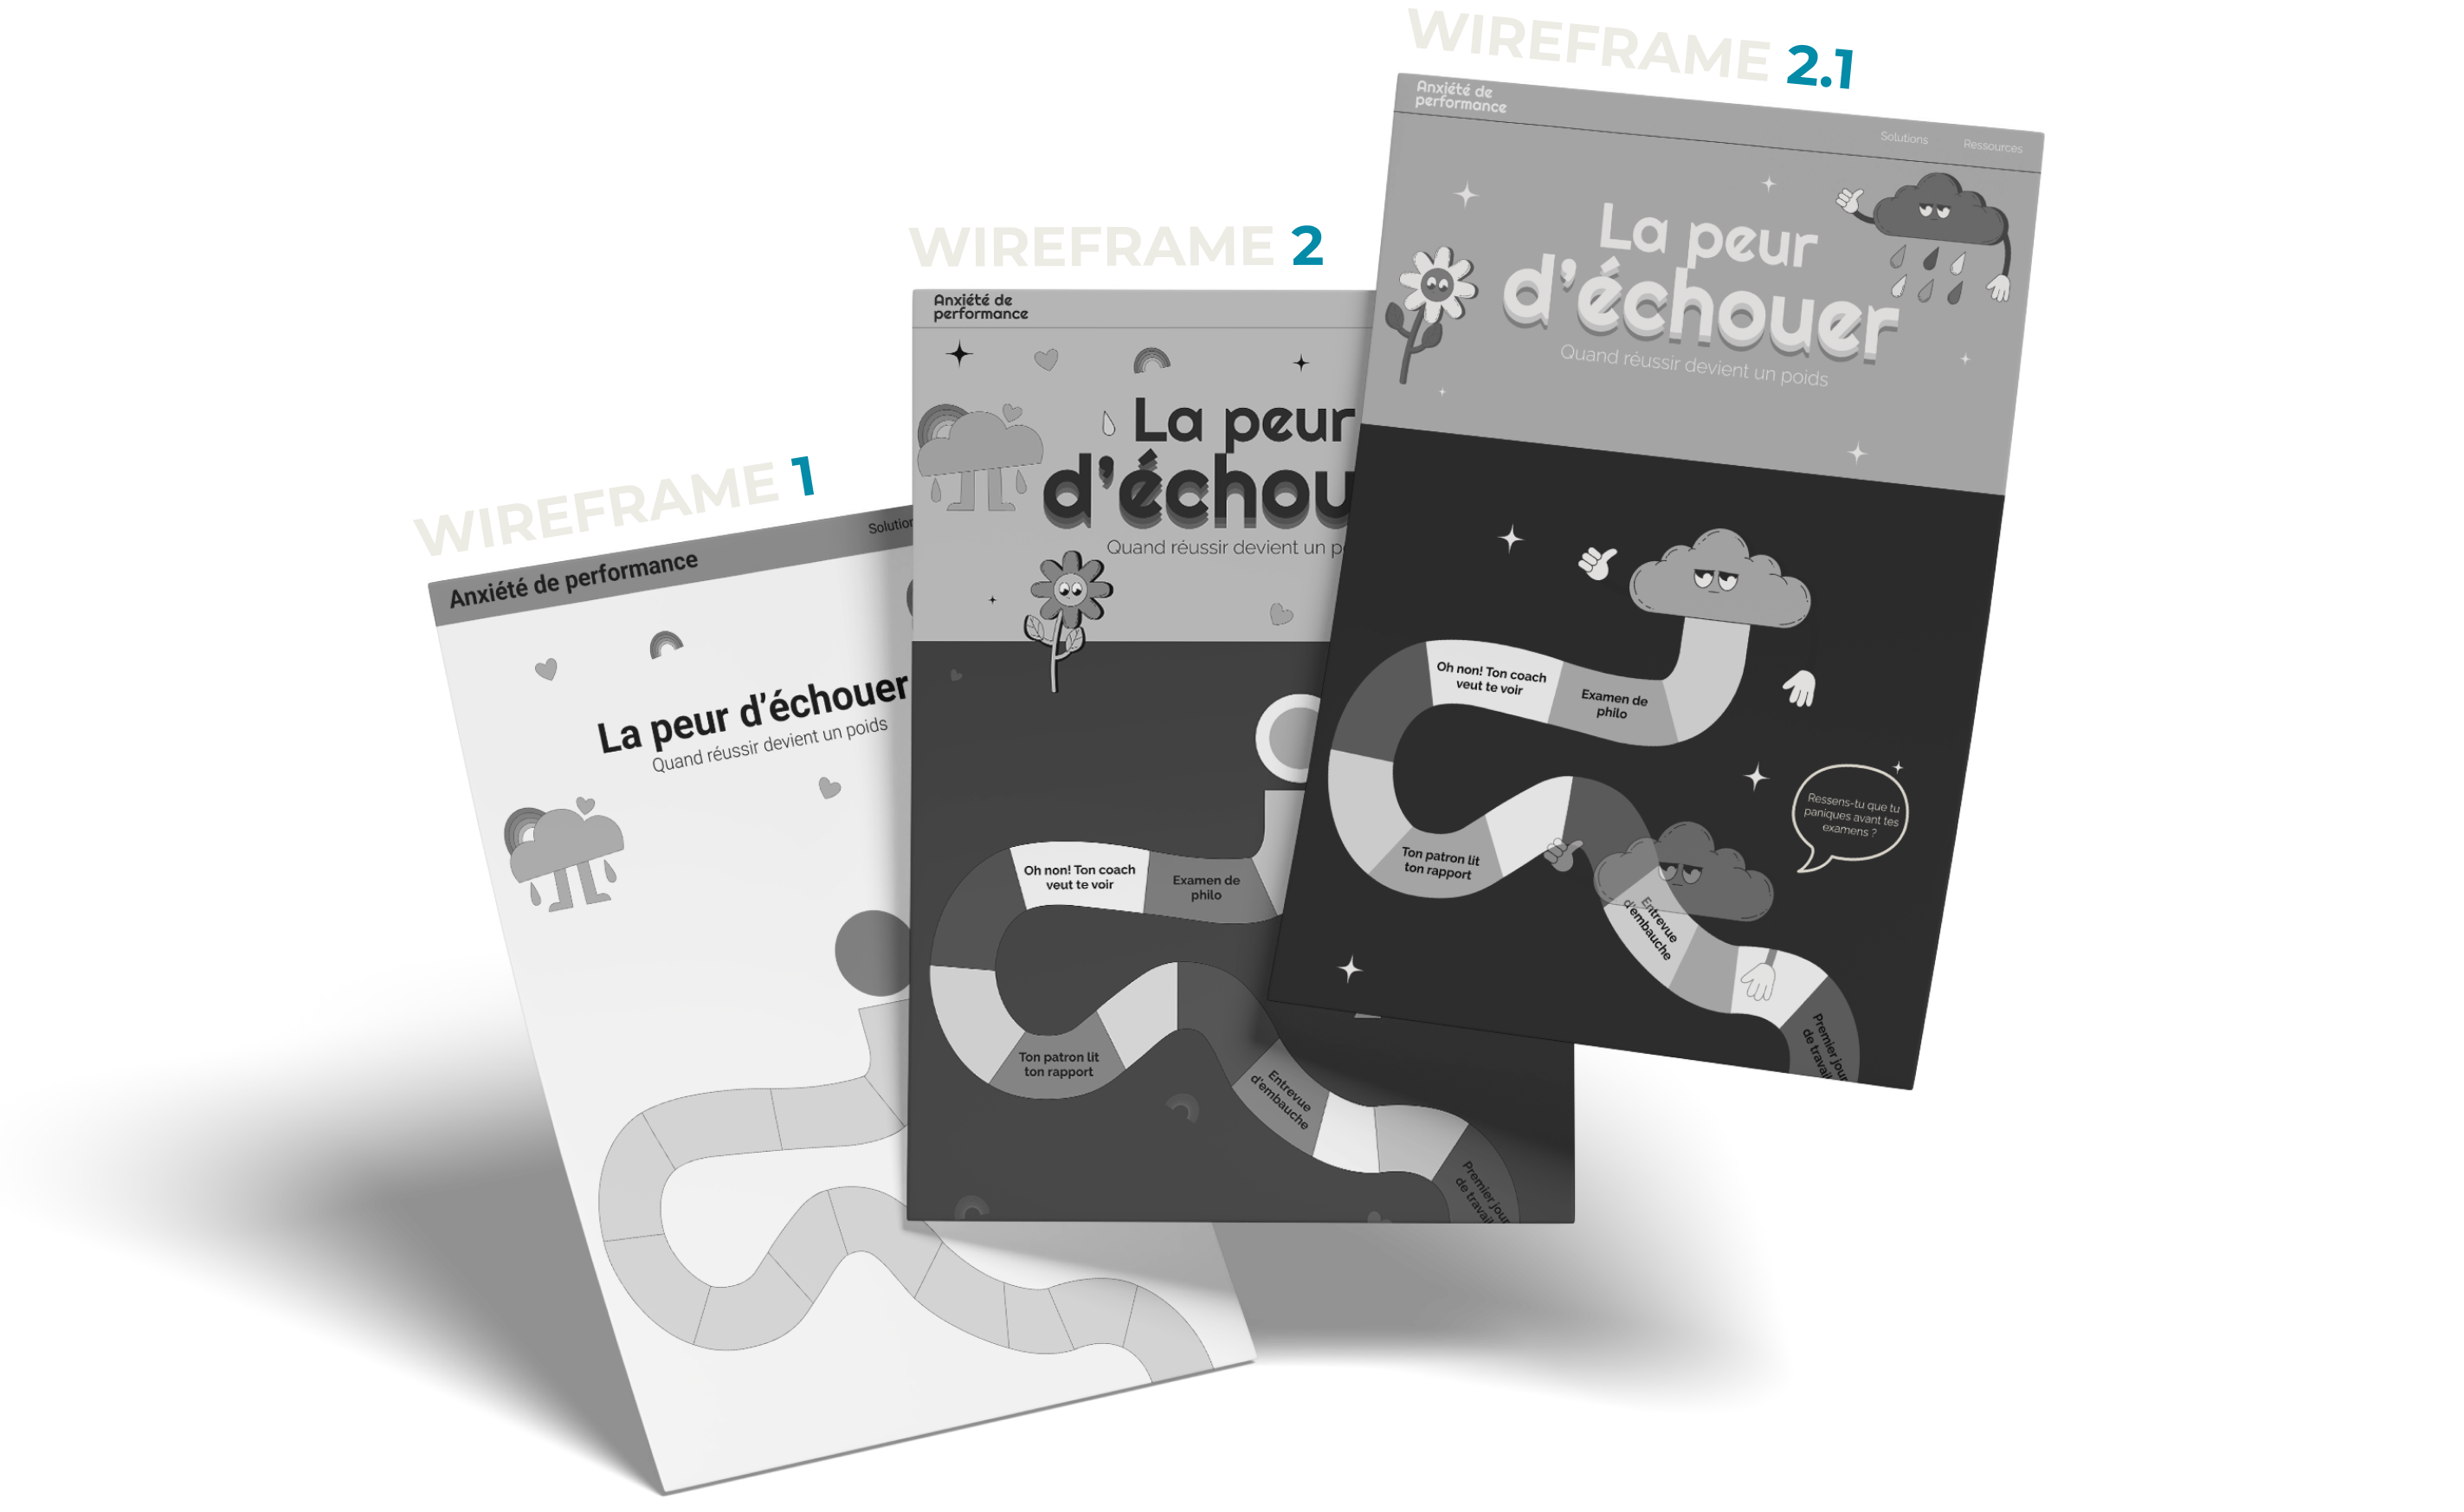 WIREFRAME 1
Anxiété de performance
La peur d'échouer
Quand réussir devient un poids
WIREFRAME 2
Anxiété de
performance
La peur
Quand réussir devient un
Oh non! Ton coach
veut te voir
Examen de
philo
Ton patron lit
ton rapport
Entrevue
d'embauche
Premier jour
de travail
WIREFRAME 2.1
Anxiété de
performance
Solutions
Ressources
La peur
d'échouer
Quand réussir devient un poids
Oh non! Ton coach
veut te voir
Examen de
philo
Ressens-tu que tu
paniques avant tes
examens ?
Ton patron lit
ton rapport
Entrevue
d'embauche
Premier jour
de travail